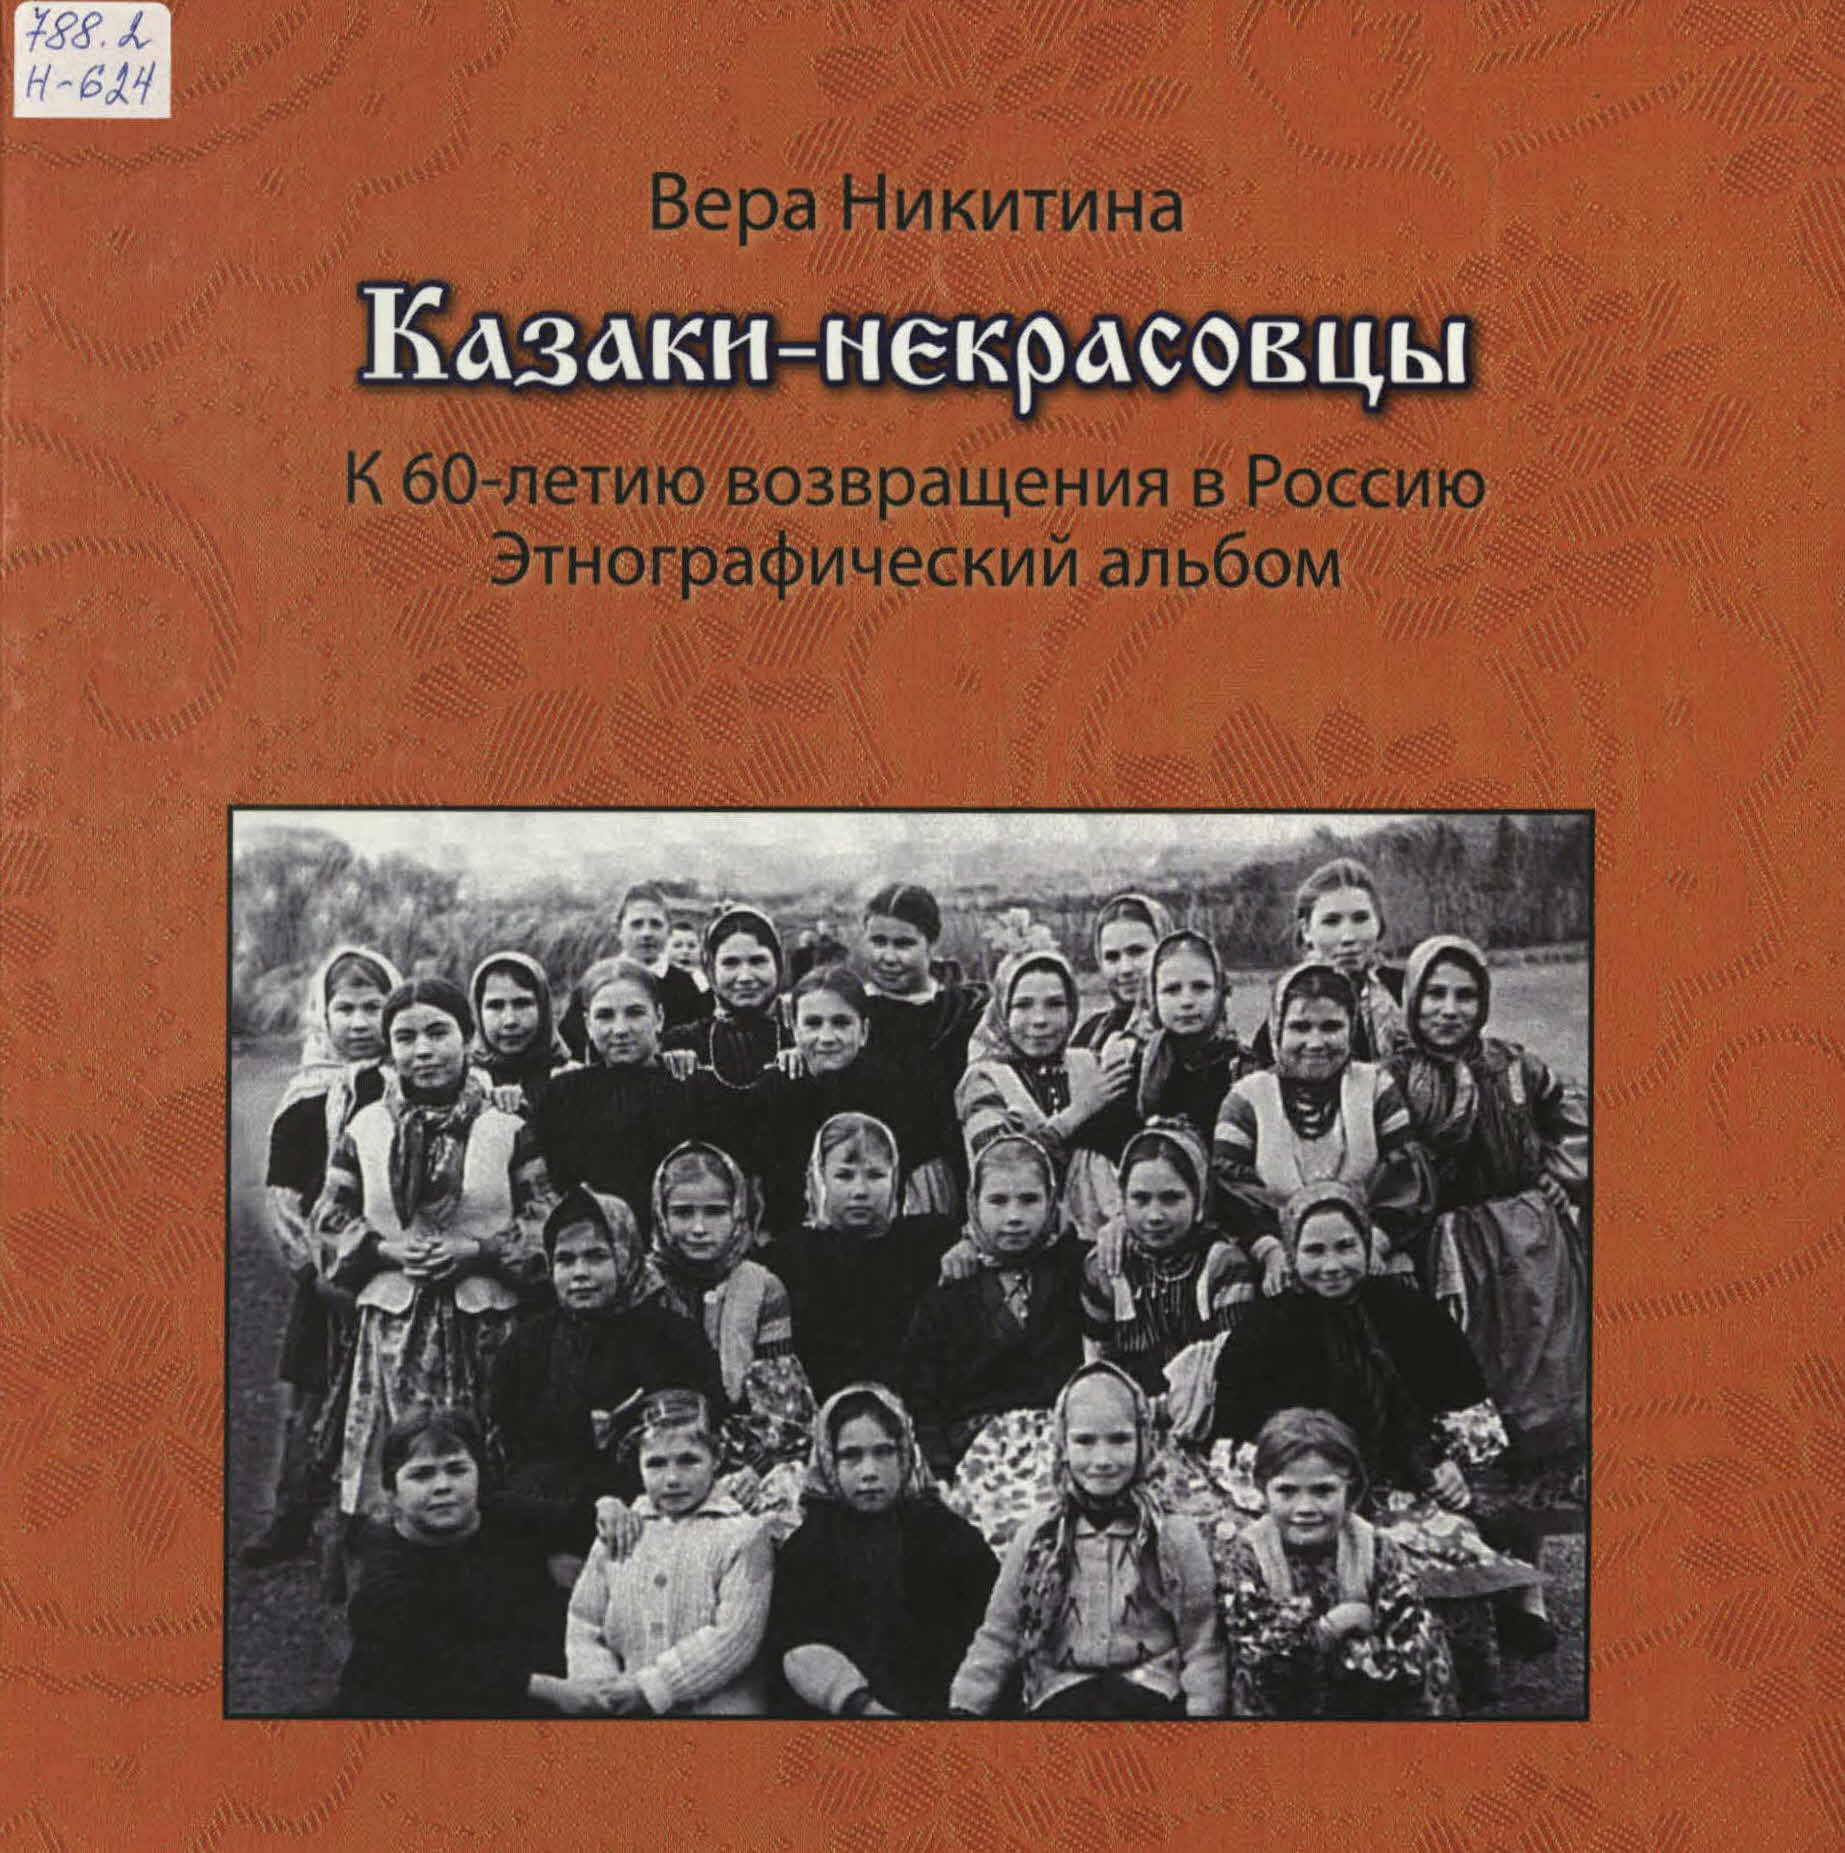 788.2
Н-624
Вера Никитина
Казаки-некрасовцы
К 60-летию возвращения в Россию
Этнографический альбом